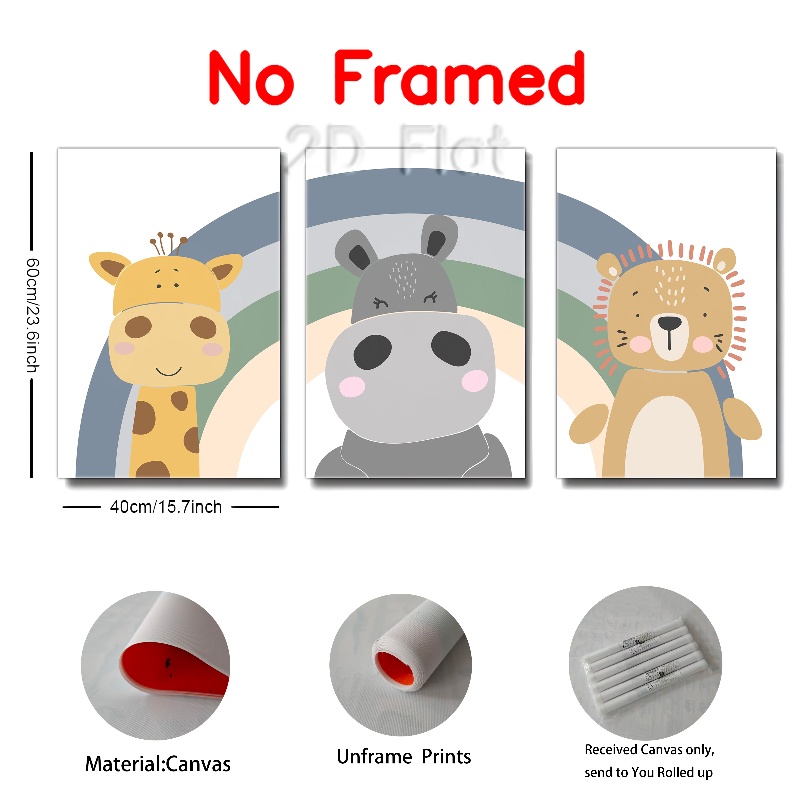 No Framed
2D Flat
60cm/23.6inch
40cm/15.7inch
Material:Canvas
Unframe Prints
Received Canvas only,
send to You Rolled up